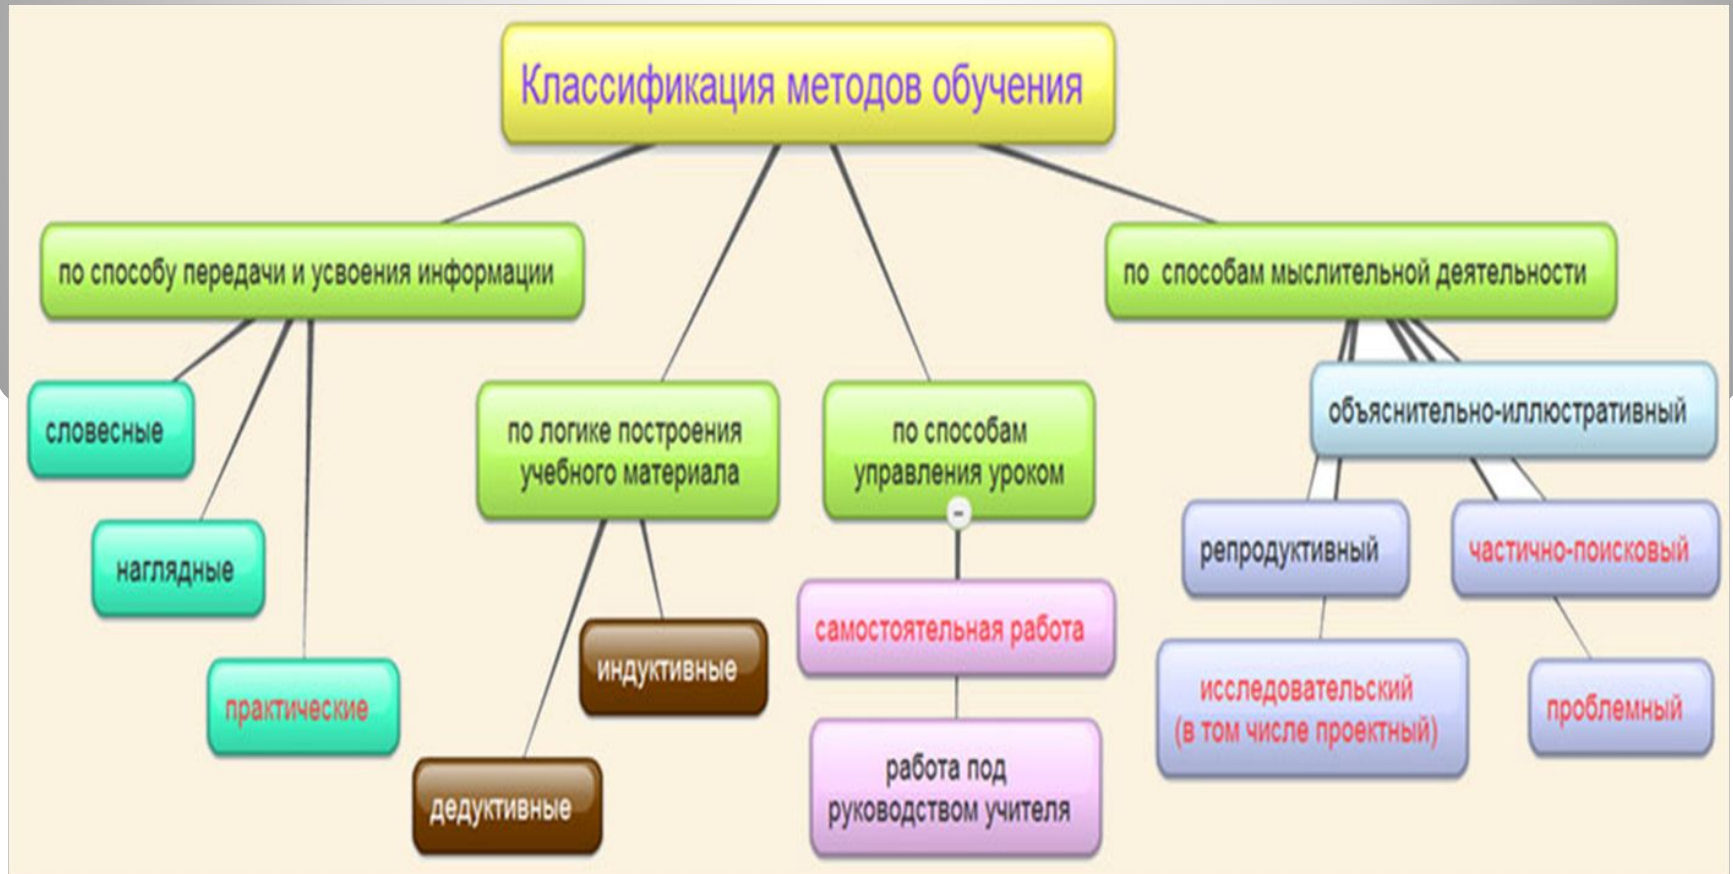 Классификация методов обучения
по способу передачи и усвоения информации
по способам мыслительной деятельности
словесные
наглядные
практические
по логике построения
учебного материала
индуктивные
дедуктивные
по способам
управления уроком
самостоятельная работа
работа под
руководством учителя
объяснительно-иллюстративный
репродуктивный
частично-поисковый
исследовательский
(в том числе проектный)
проблемный